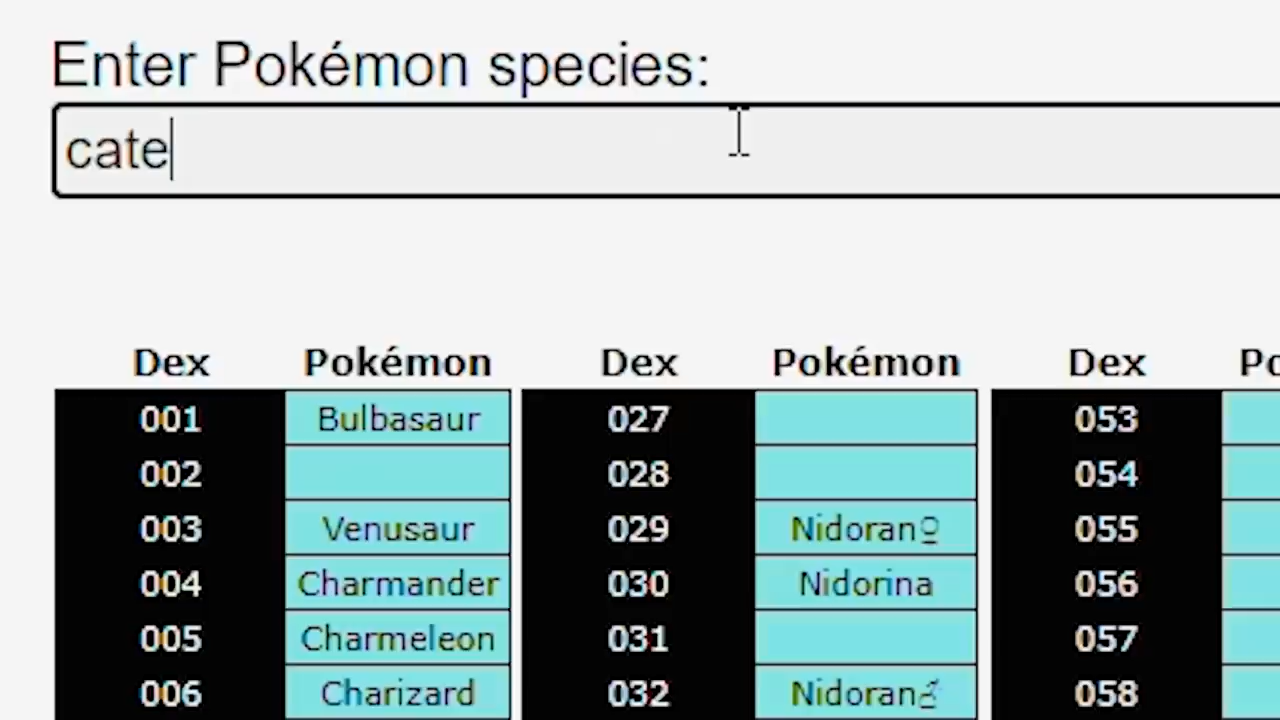 Enter Pokémon species:
cate
Dex Pokémon Dex Pokémon Dex Po
001 Bulbasaur 027 053
002 028 054
003 Venusaur 029 Nidoran♀ 055
004 Charmander 030 Nidorina 056
005 Charmeleon 031 057
006 Charizard 032 Nidoran♂ 058